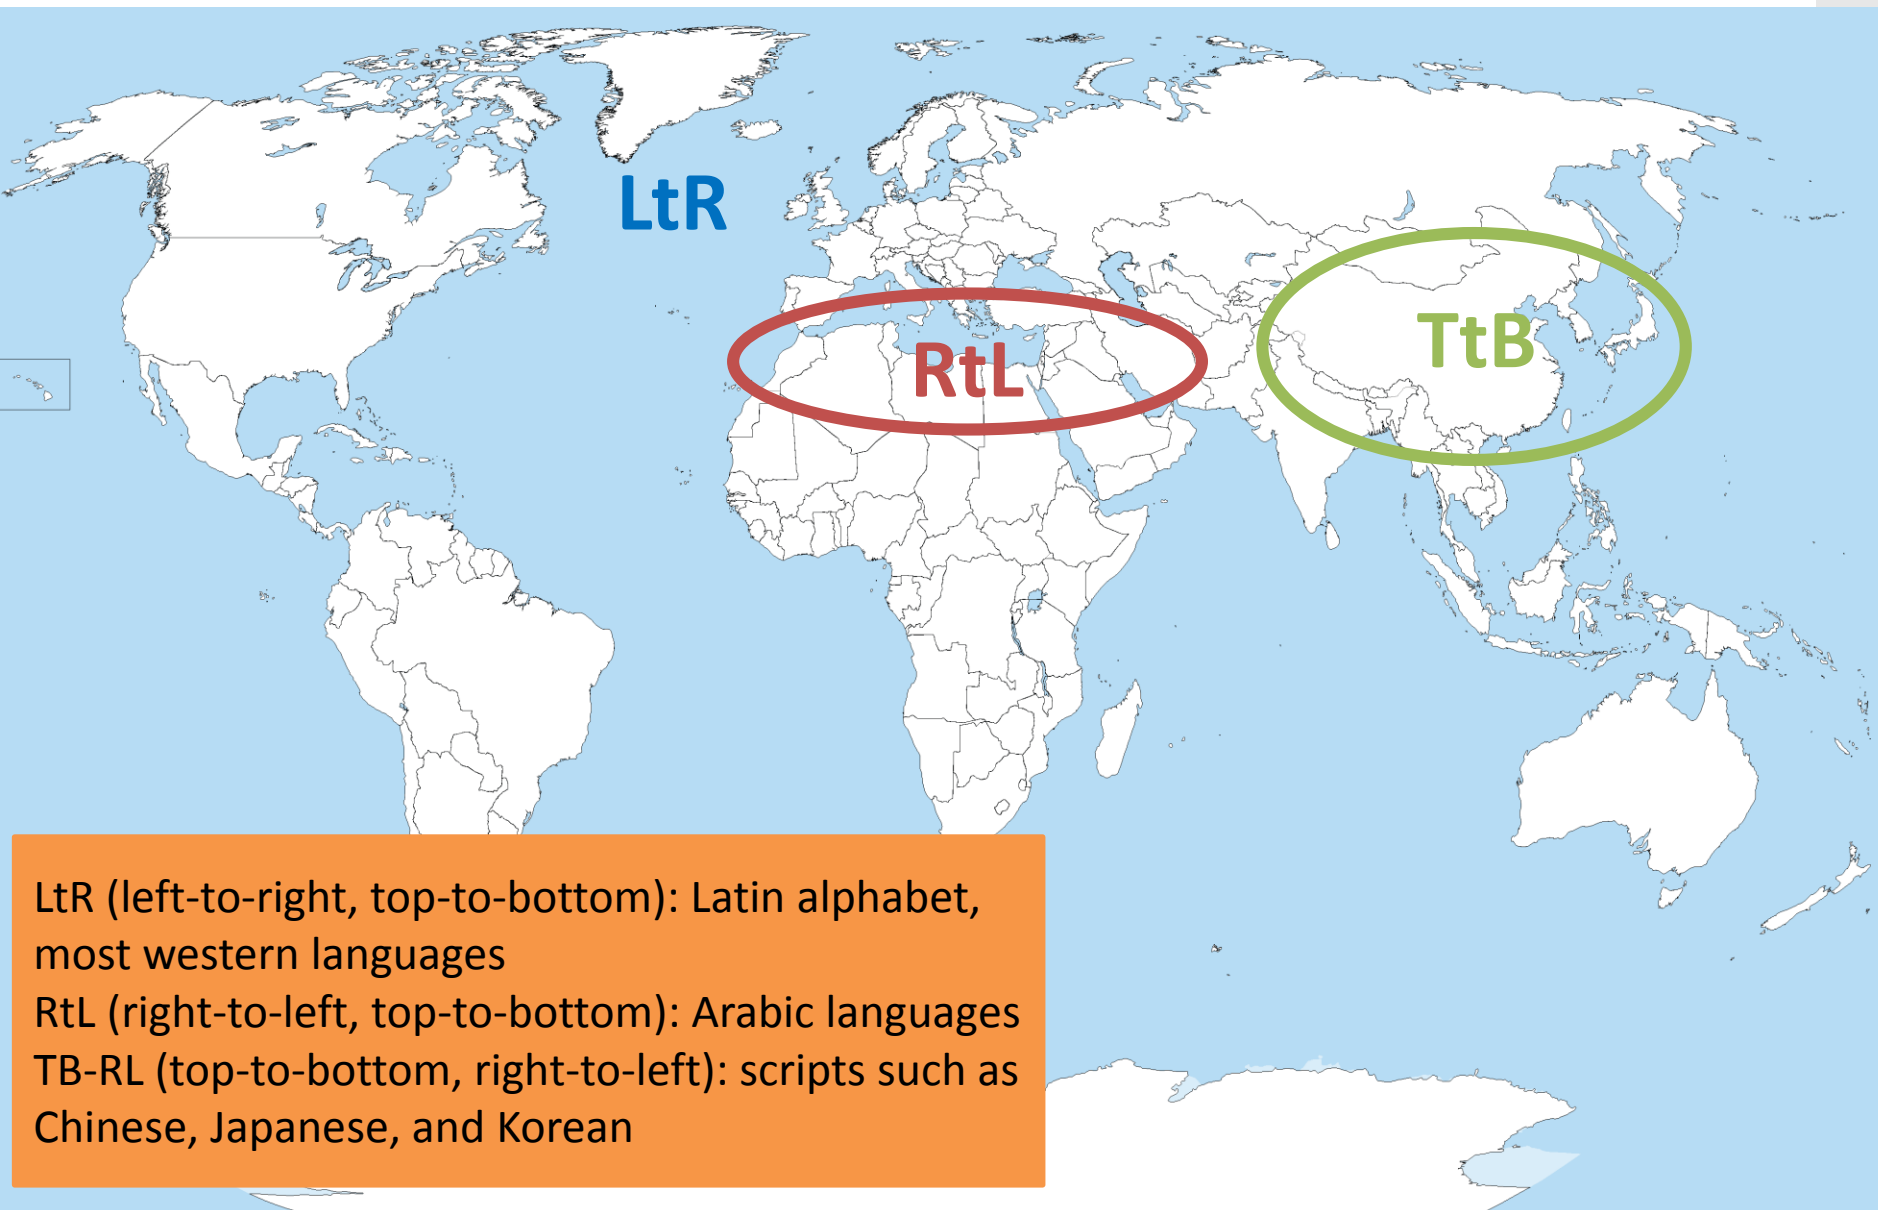 LtR
TtB
RtL
LtR (left-to-right, top-to-bottom): Latin alphabet,
most western languages
RtL (right-to-left, top-to-bottom): Arabic languages
TB-RL (top-to-bottom, right-to-left): scripts such as
Chinese, Japanese, and Korean